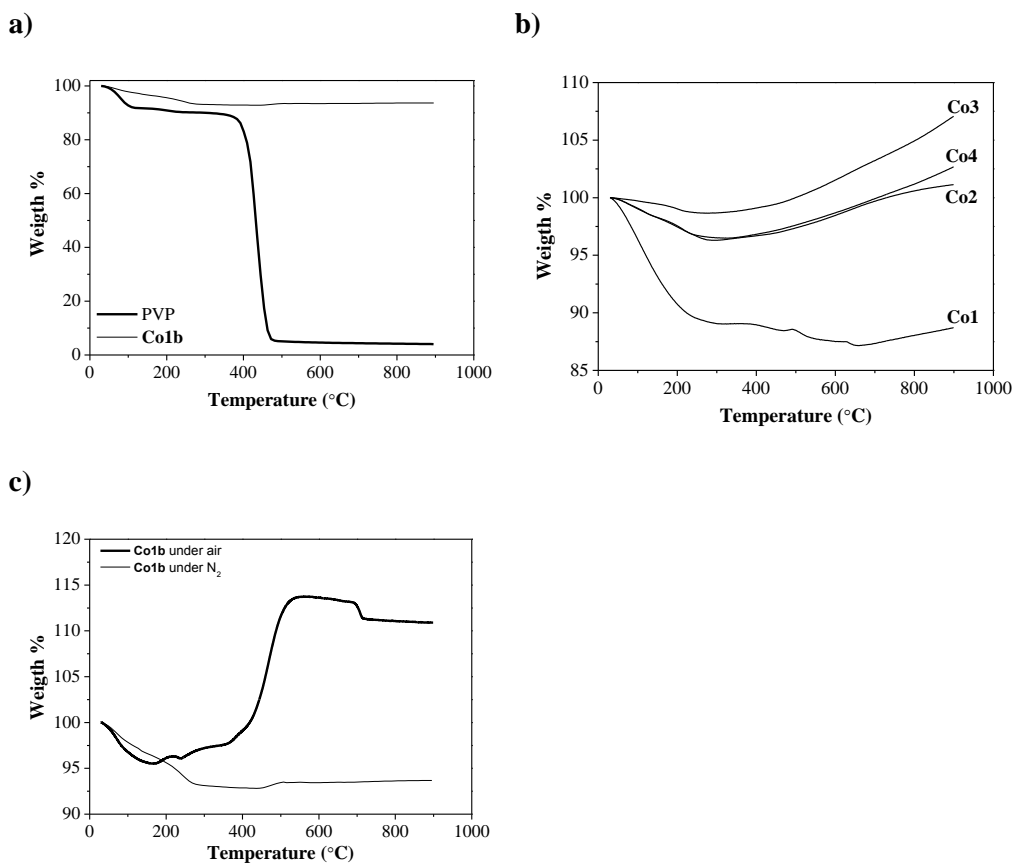 a)
100
80
60
40
20
0
Weigth %
PVP
Co1b
0 200 400 600 800 1000
Temperature (°C)
b)
110
105
100
95
90
85
Weigth %
Co3
Co4
Co2
Co1
0 200 400 600 800 1000
Temperature (°C)
c)
120
115
110
105
100
95
90
Weigth %
Co1b under air
Co1b under N2
0 200 400 600 800 1000
Temperature (°C)